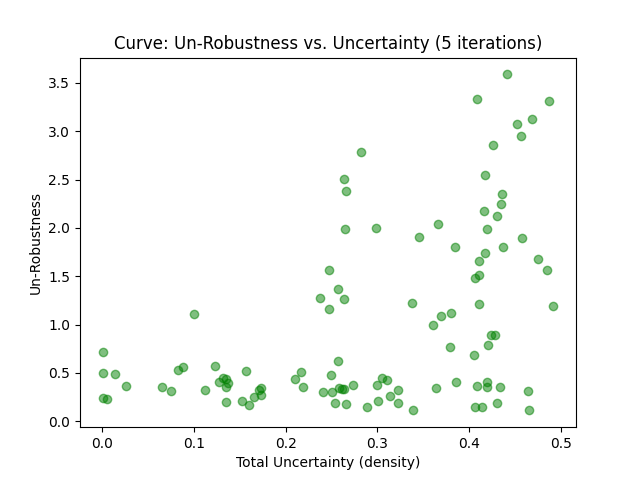 Curve: Un-Robustness vs. Uncertainty (5 iterations)
3.5
3.0
2.5
2.0
1.5
1.0
0.5
0.0
Un-Robustness
0.0 0.1 0.2 0.3 0.4 0.5
Total Uncertainty (density)